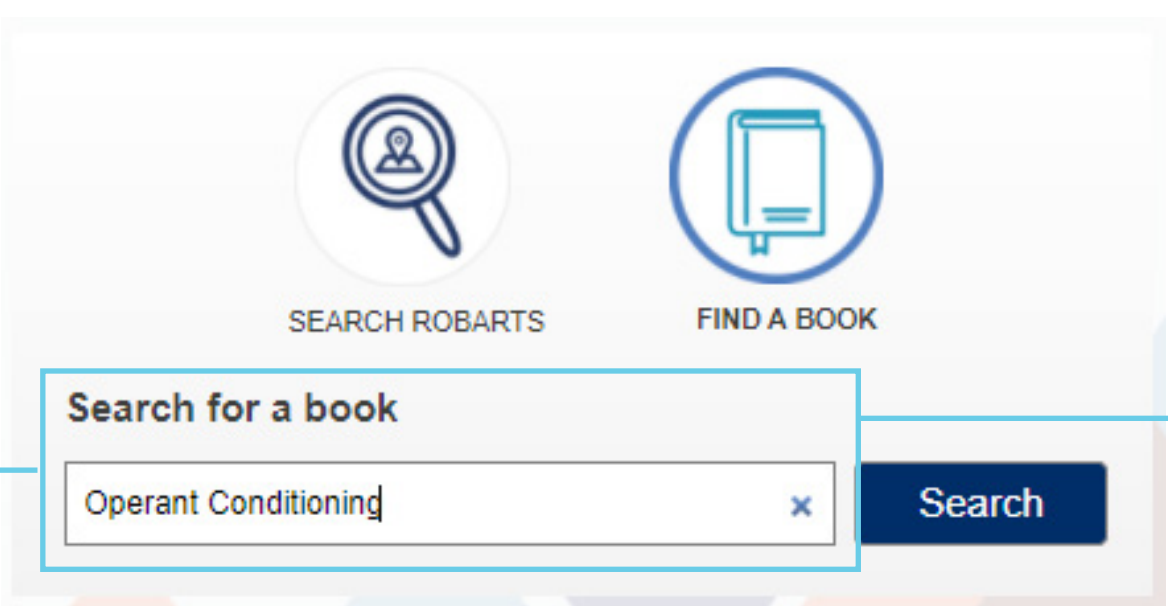 SEARCH ROBARTS
FIND A BOOK
Search for a book
Operant Conditioning
×
Search